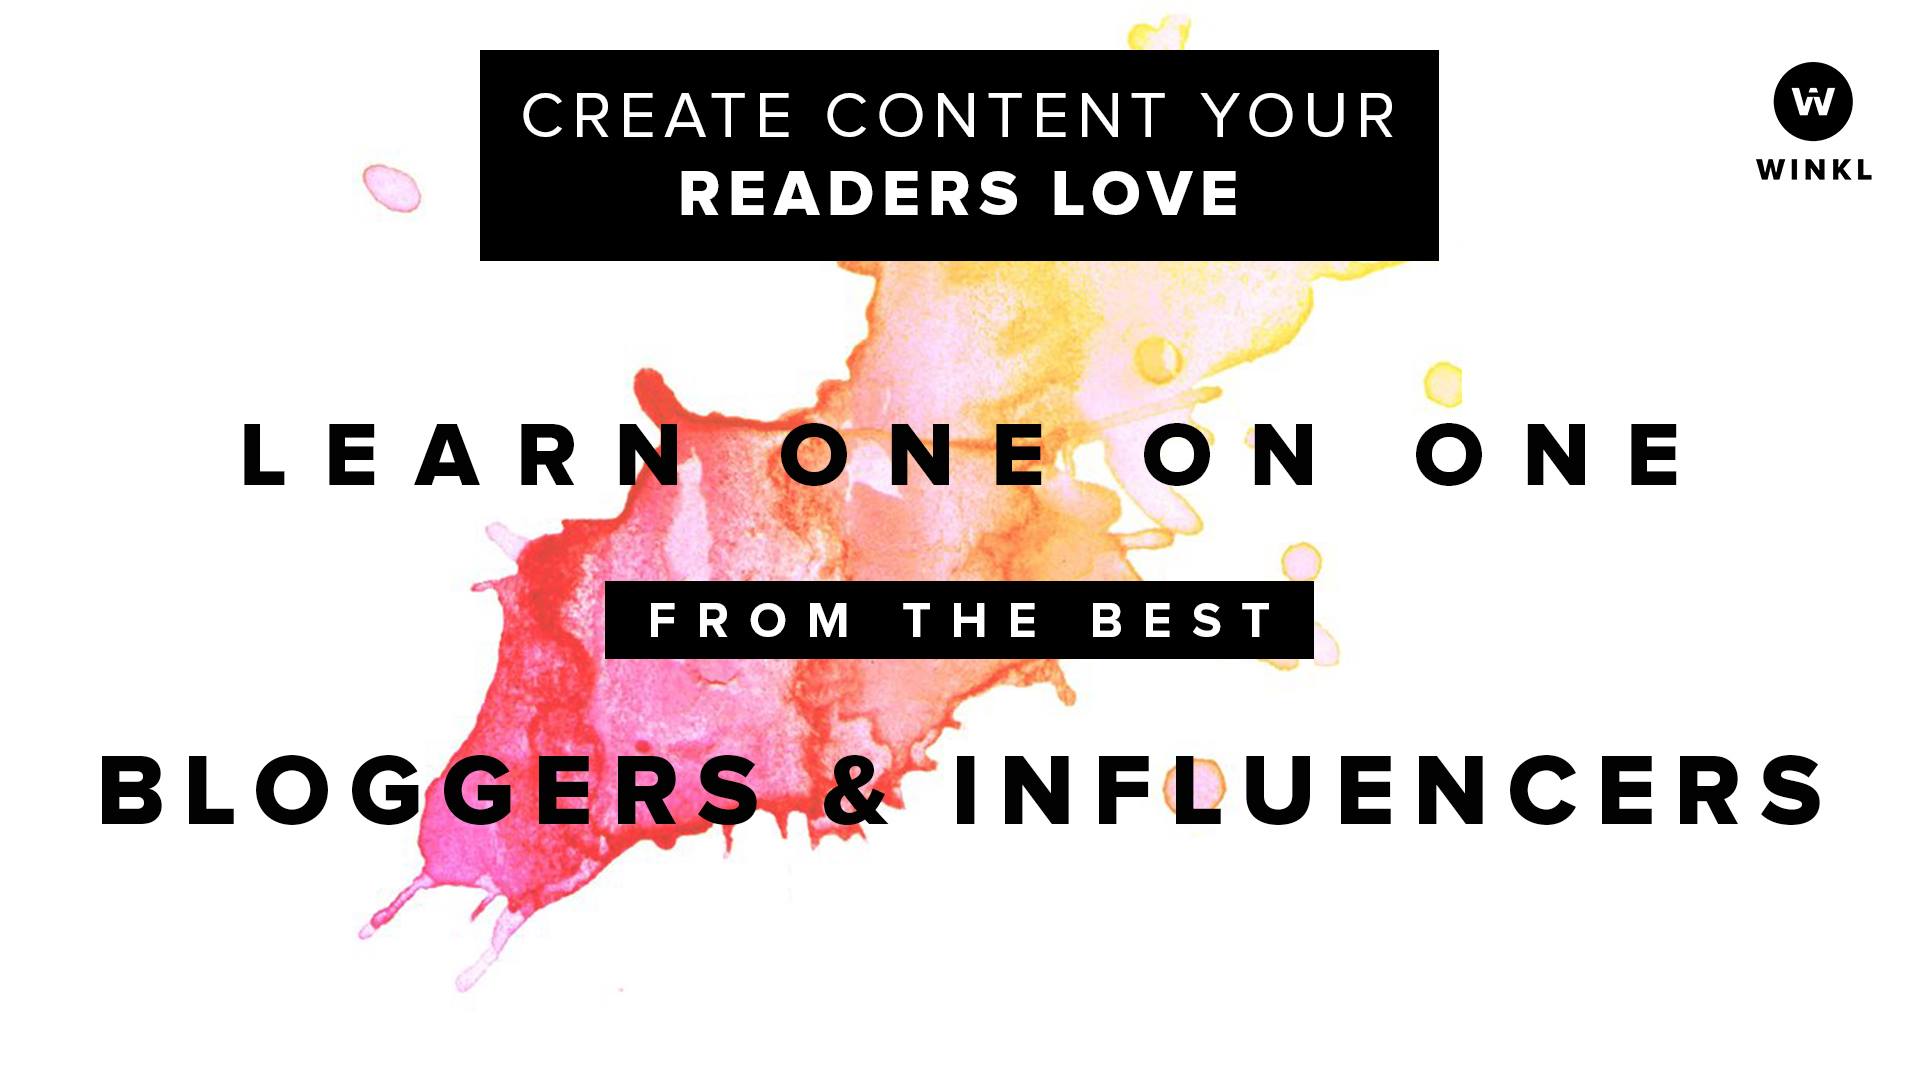 CREATE CONTENT YOUR
READERS LOVE
W
WINKL
LEARN ONE ON ONE
FROM THE BEST
BLOGGERS & INFLUENCERS